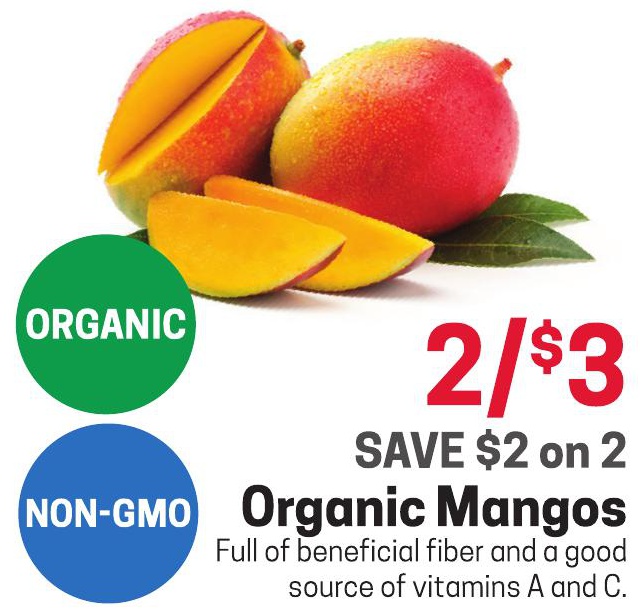 ORGANIC
2/$3
SAVE $2 on 2
NON-GMO
Organic Mangos
Full of beneficial fiber and a good
source of vitamins A and C.